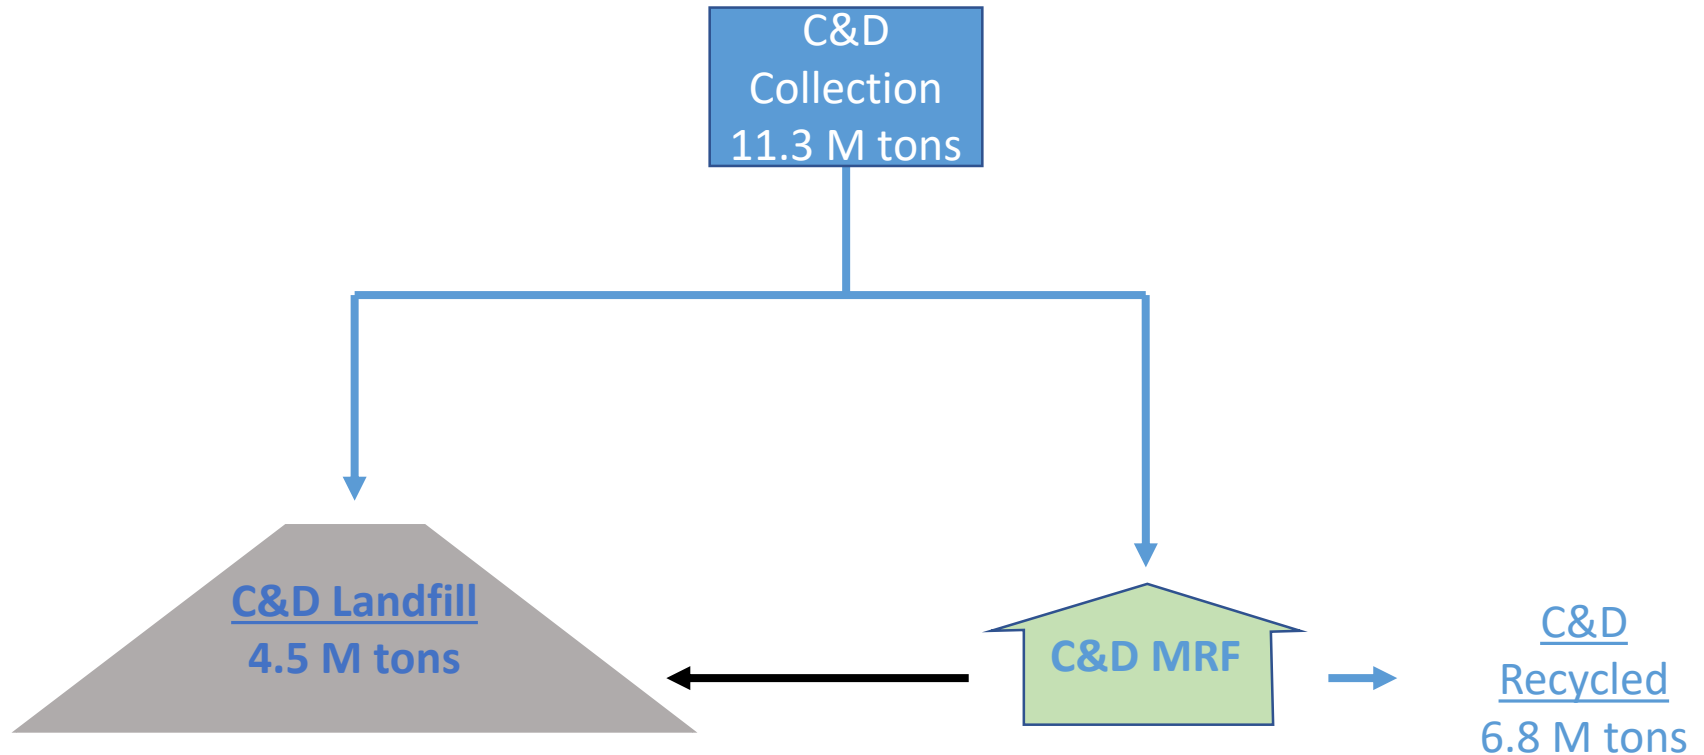 C&D
Collection
11.3 M tons
C&D Landfill
4.5 M tons
C&D MRF
C&D
Recycled
6.8 M tons